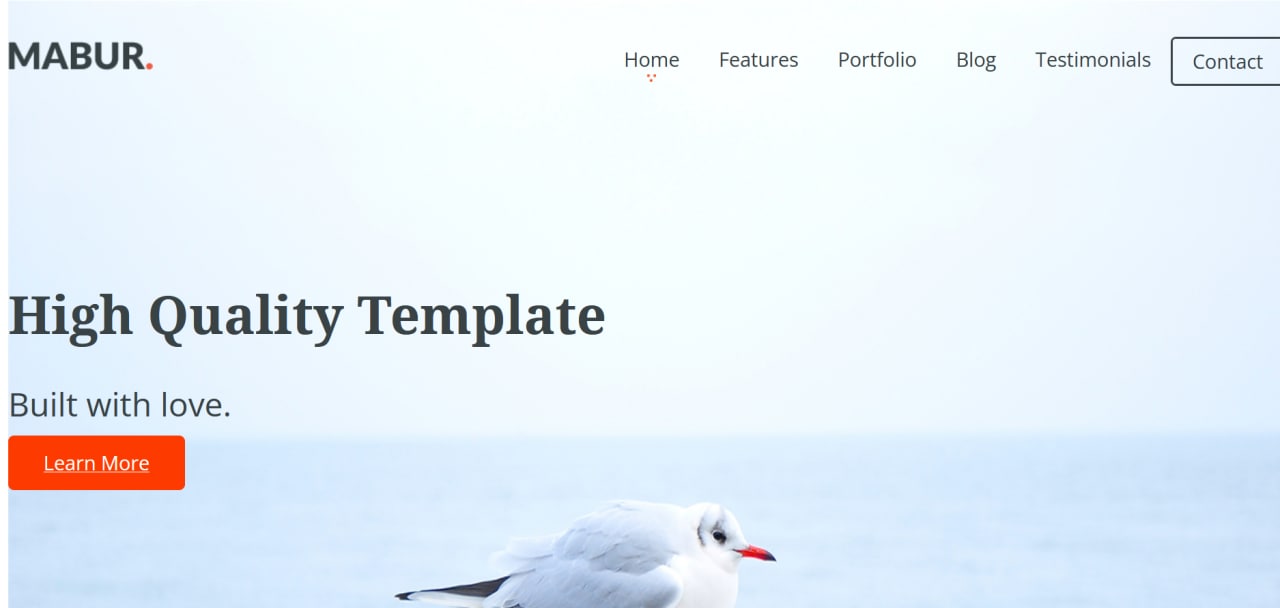 MABUR.
Home Features Portfolio Blog Testimonials Contact
High Quality Template
Built with love.
Learn More